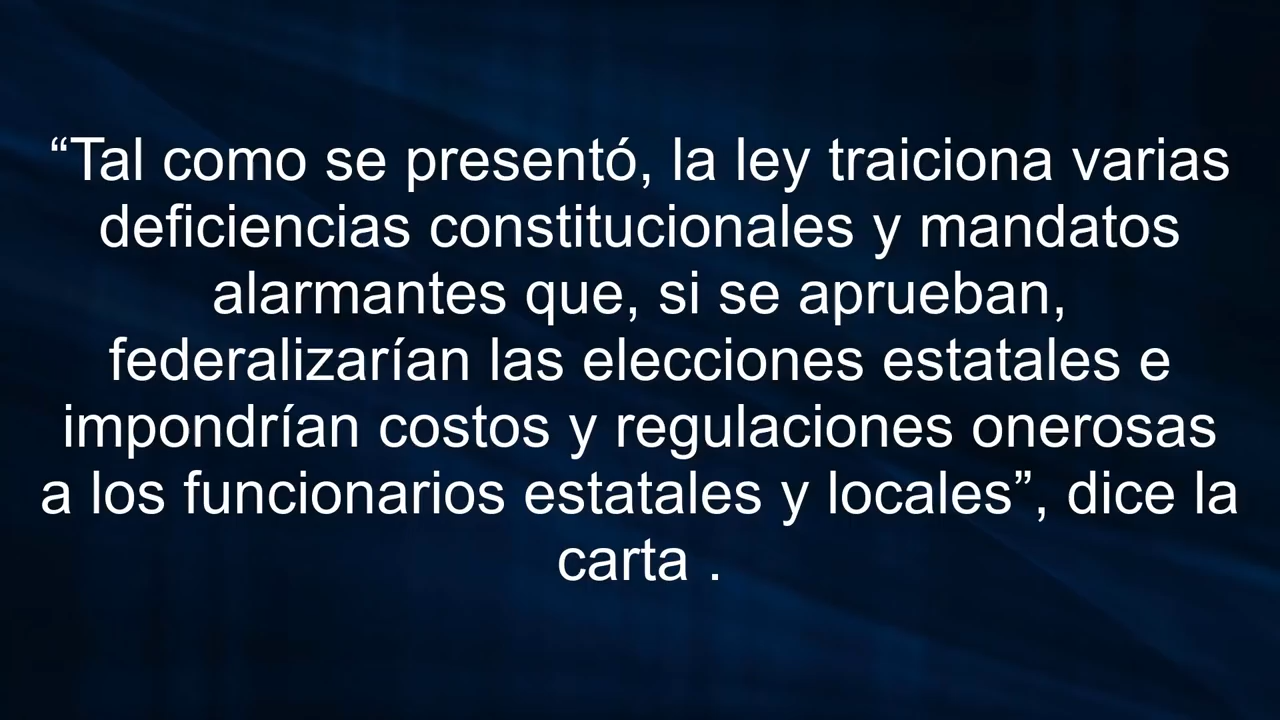 “Tal como se presentó, la ley traiciona varias
deficiencias constitucionales y mandatos
alarmantes que, si se aprueban,
federalizarían las elecciones estatales e
impondrían costos y regulaciones onerosas
a los funcionarios estatales y locales”, dice la
carta .